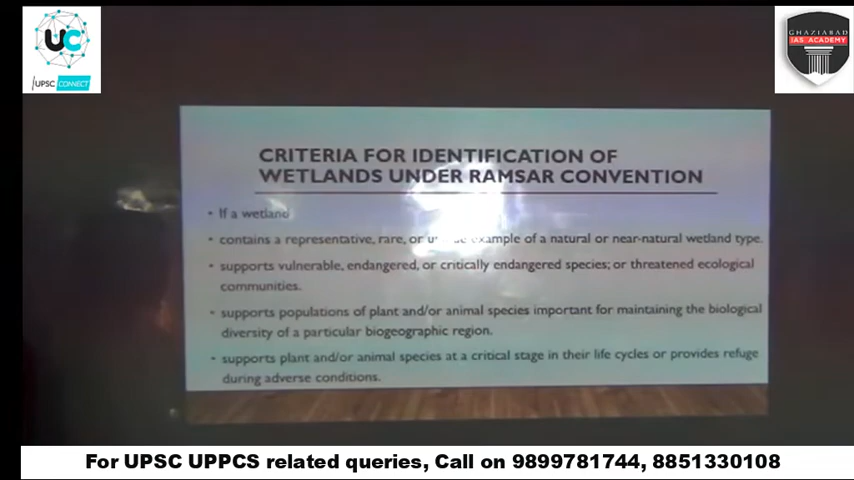 UC
UPSC CONNECT
GHAZIABAD
IAS ACADEMY
CRITERIA FOR IDENTIFICATION OF
WETLANDS UNDER RAMSAR CONVENTION
• If a wetland
• contains a representative, rare, or example of a natural or near-natural wetland type.
• supports vulnerable, endangered, or critically endangered species; or threatened ecological
communities.
• supports populations of plant and/or animal species important for maintaining the biological
diversity of a particular biogeographic region.
• supports plant and/or animal species at a critical stage in their life cycles or provides refuge
during adverse conditions.
For UPSC UPPCS related queries, Call on 9899781744, 8851330108